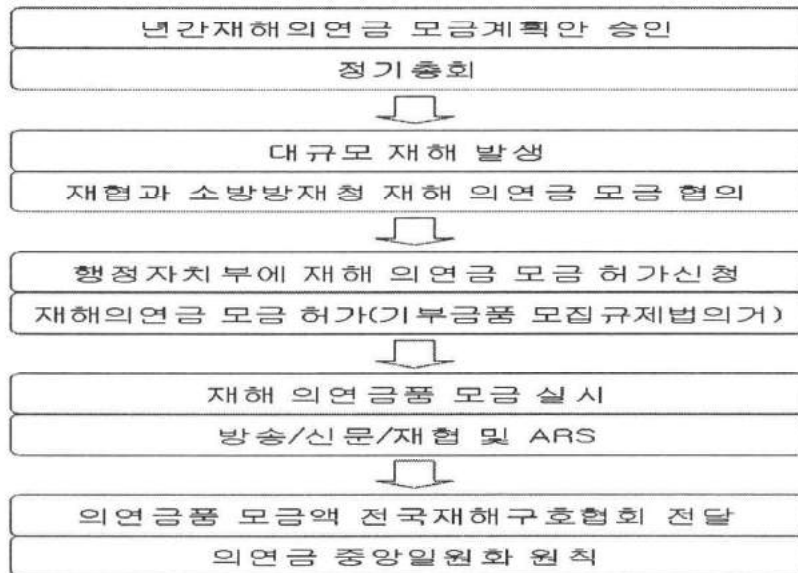 년간재해의연금 모금계획안 승인
정기총회
대규모 재해 발생
재협과 소방방재청 재해 의연금 모금 협의
행정자치부에 재해 의연금 모금 허가신청
재해의연금 모금 허가(기부금품 모집규제법의거)
재해 의연금품 모금 실시
방송/신문/재협 및 ARS
의연금품 모금액 전국재해구호협회 전달
의연금 중앙일원화 원칙